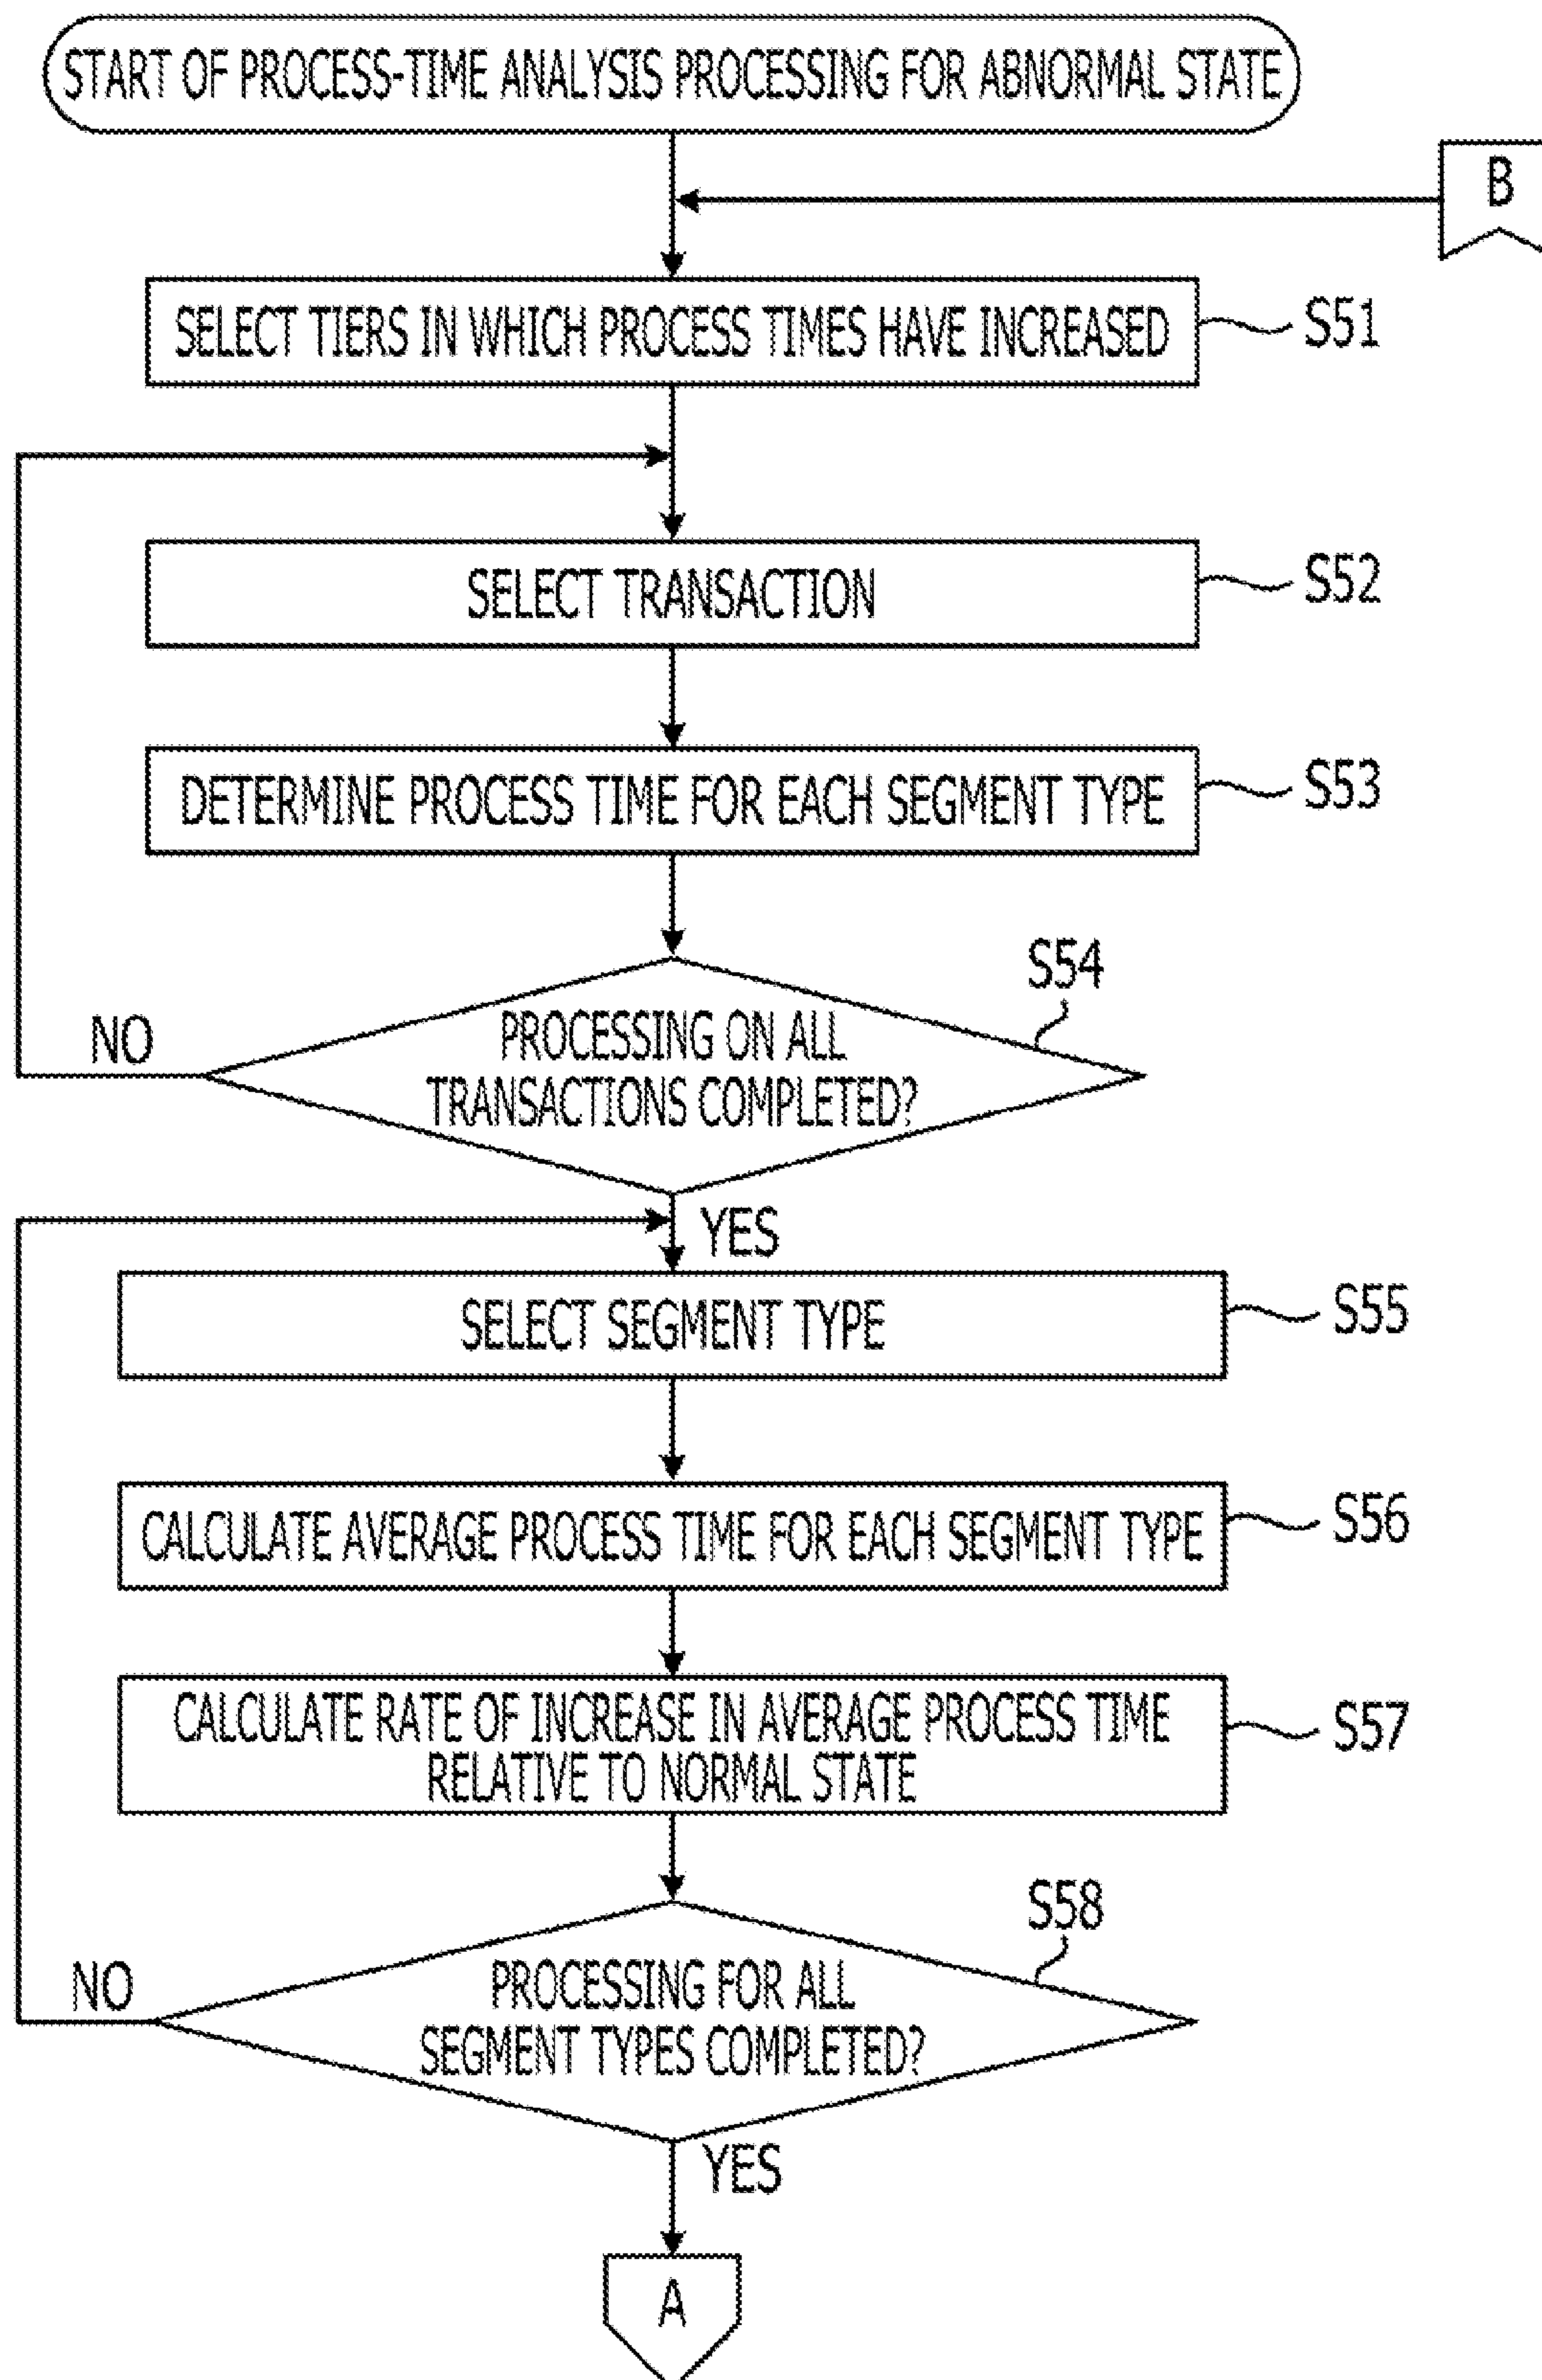 START OF PROCESS-TIME ANALYSIS PROCESSING FOR ABNORMAL STATE
B
SELECT TIERS IN WHICH PROCESS TIMES HAVE INCREASED
S51
SELECT TRANSACTION
S52
DETERMINE PROCESS TIME FOR EACH SEGMENT TYPE
S53
S54
NO
PROCESSING ON ALL
TRANSACTIONS COMPLETED?
YES
SELECT SEGMENT TYPE
S55
CALCULATE AVERAGE PROCESS TIME FOR EACH SEGMENT TYPE
S56
CALCULATE RATE OF INCREASE IN AVERAGE PROCESS TIME
RELATIVE TO NORMAL STATE
S57
S58
NO
PROCESSING FOR ALL
SEGMENT TYPES COMPLETED?
YES
A